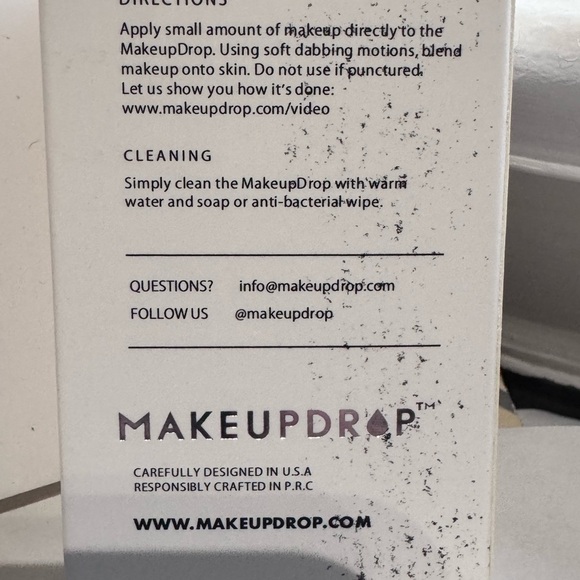 DIRECTIONS
Apply small amount of makeup directly to the
MakeupDrop. Using soft dabbing motions, blend
makeup onto skin. Do not use if punctured.
Let us show you how it's done:
www.makeupdrop.com/video
CLEANING
Simply clean the MakeupDrop with warm
water and soap or anti-bacterial wipe.
QUESTIONS? info@makeupdrop.com
FOLLOW US @makeupdrop
MAKEUPDROP™
CAREFULLY DESIGNED IN U.S.A
RESPONSIBLY CRAFTED IN P.R.C
WWW.MAKEUPDROP.COM